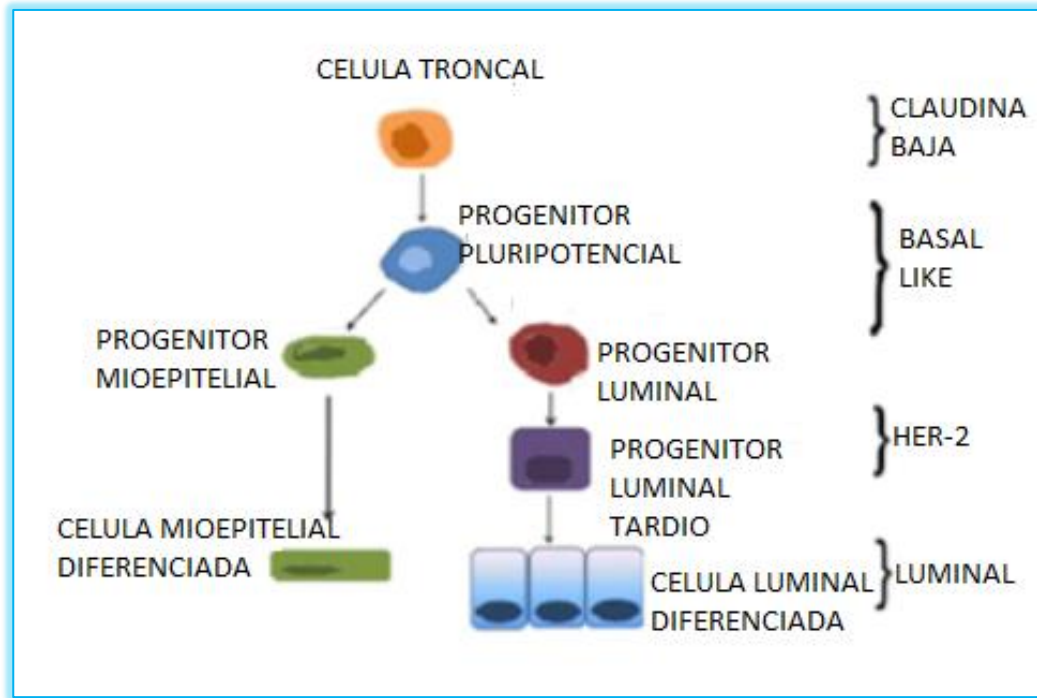 CELULA TRONCAL
CLAUDINA
BAJA
PROGENITOR
PLURIPOTENCIAL
BASAL
LIKE
PROGENITOR
MIOEPITELIAL
PROGENITOR
LUMINAL
HER-2
PROGENITOR
LUMINAL
TARDIO
CELULA MIOEPITELIAL
DIFERENCIADA
CELULA LUMINAL
DIFERENCIADA
LUMINAL